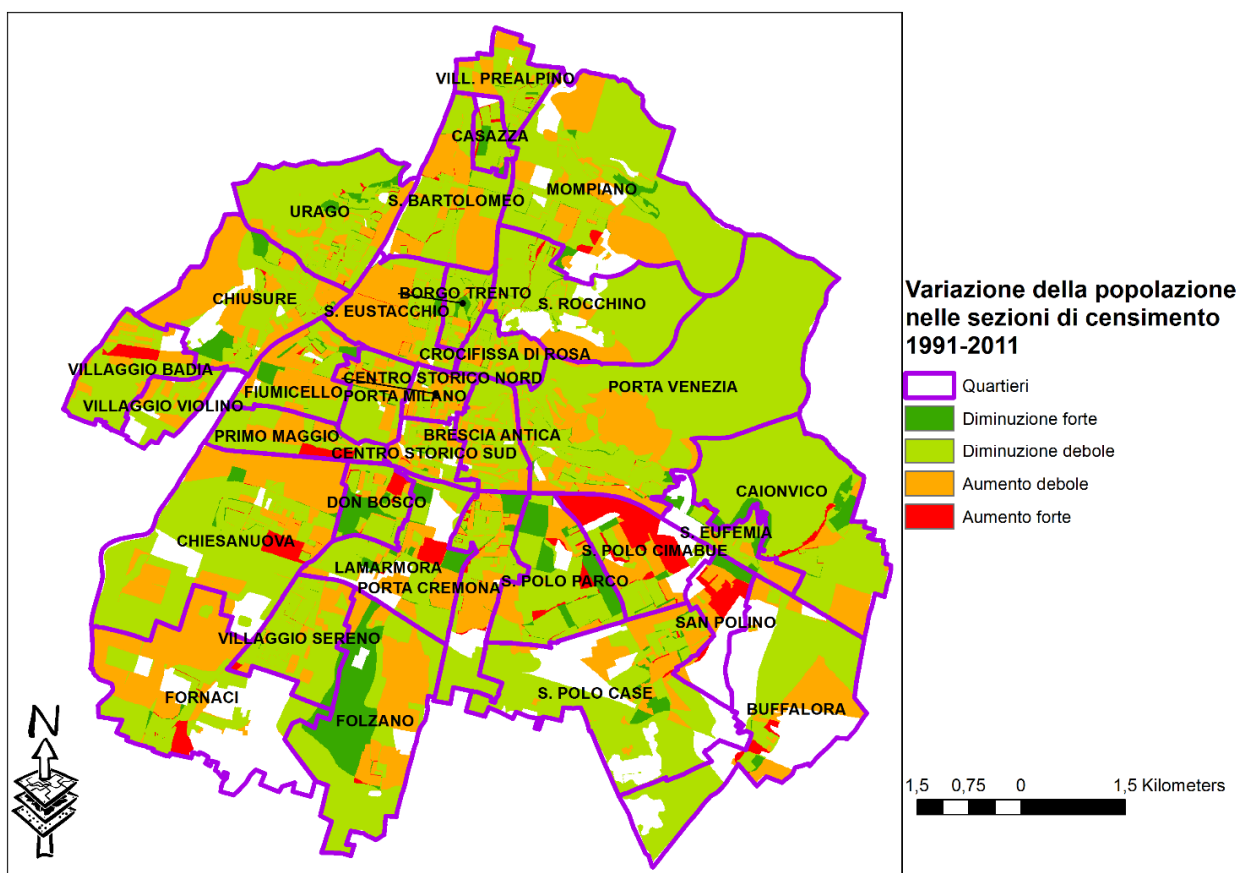 VILL. PREALPINO
CASAZZA
MOMPIANO
S. BARTOLOMEO
URAGO
BORGO TRENTO
CHIUSURE
S. EUSTACCHIO
S. ROCCHINO
CROCIFISSA DI ROSA
VILLAGGIO BADIA
CENTRO STORICO NORD
PORTA VENEZIA
FIUMICELLO
PORTA MILANO
VILLAGGIO VIOLINO
PRIMO MAGGIO
BRESCIA ANTICA
CENTRO STORICO SUD
CAIONVICO
DON BOSCO
S. EUFEMIA
CHIESANUOVA
S. POLO CIMABUE
LAMARMORA
S. POLO PARCO
PORTA CREMONA
SAN POLINO
VILLAGGIO SERENO
S. POLO CASE
FORNACI
BUFFALORA
FOLZANO
N
Variazione della popolazione
nelle sezioni di censimento
1991-2011
Quartieri
Diminuzione forte
Diminuzione debole
Aumento debole
Aumento forte
1,5 0,75 0 1,5 Kilometers